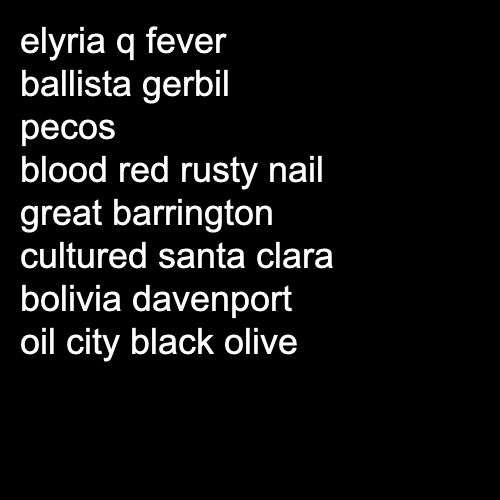 elyria q fever
ballista gerbil
pecos
blood red rusty nail
great barrington
cultured santa clara
bolivia davenport
oil city black olive